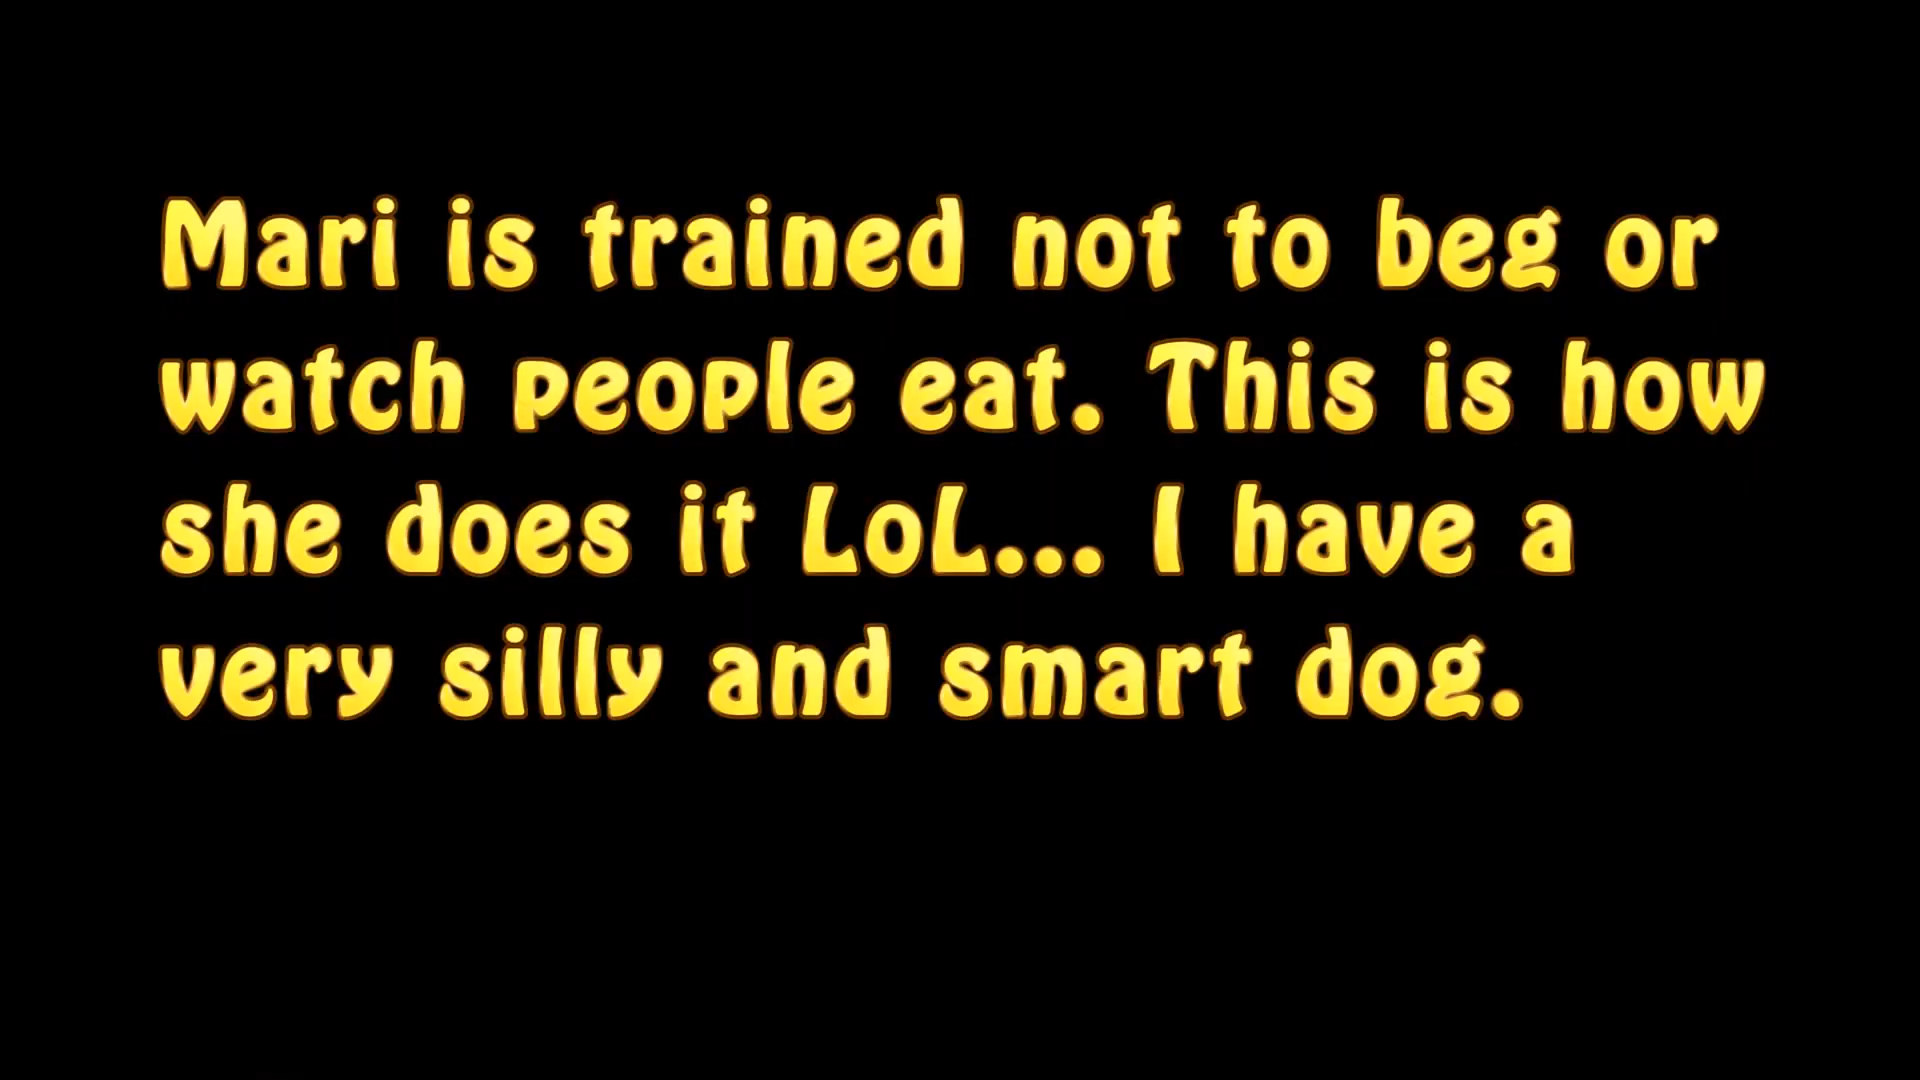 Mari is trained not to beg or
watch people eat. This is how
she does it LoL... I have a
very silly and smart dog.